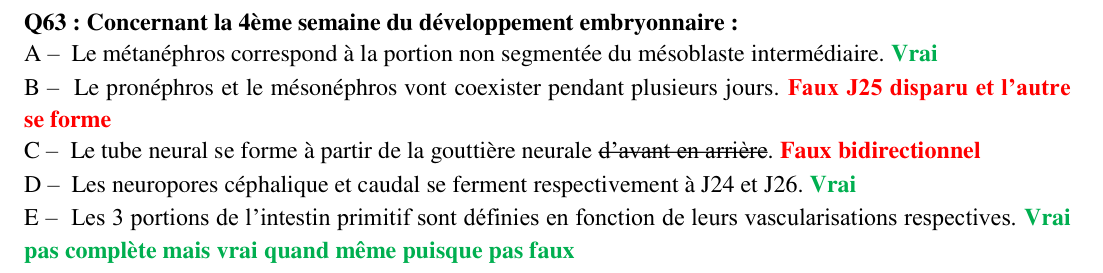 Q63 : Concernant la 4ème semaine du développement embryonnaire :
A – Le métanéphros correspond à la portion non segmentée du mésoblaste intermédiaire. Vrai
B – Le pronéphros et le mésonéphros vont coexister pendant plusieurs jours. Faux J25 disparu et l’autre
se forme
C – Le tube neural se forme à partir de la gouttière neurale d’avant en arrière. Faux bidirectionnel
D – Les neuropores céphalique et caudal se ferment respectivement à J24 et J26. Vrai
E – Les 3 portions de l’intestin primitif sont définies en fonction de leurs vascularisations respectives. Vrai
pas complète mais vrai quand même puisque pas faux